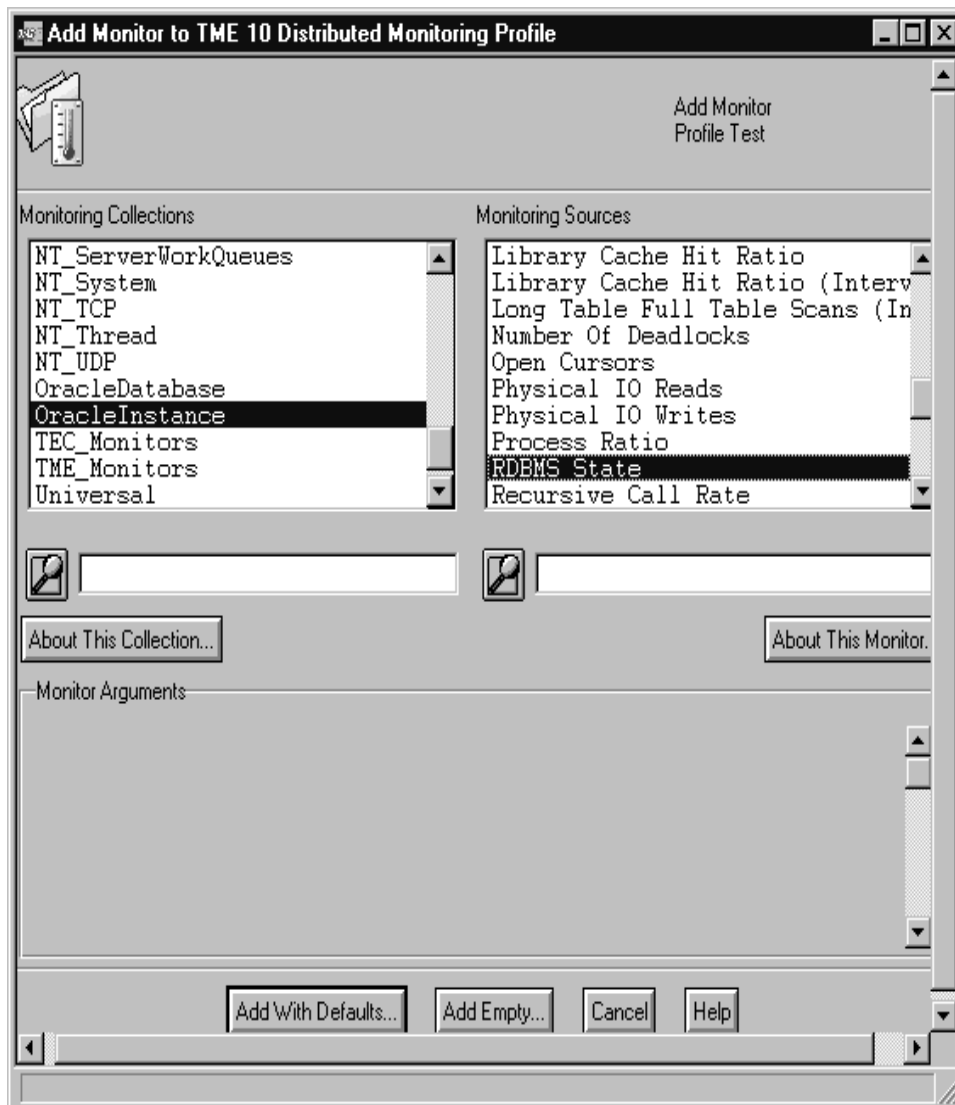 Add Monitor to TME 10 Distributed Monitoring Profile
Add Monitor
Profile Test
Monitoring Collections
NT_ServerWorkQueues
NT_System
NT_TCP
NT_Thread
NT_UDP
OracleDatabase
OracleInstance
TEC_Monitors
TME_Monitors
Universal
Monitoring Sources
Library Cache Hit Ratio
Library Cache Hit Ratio (Interv
Long Table Full Table Scans (In
Number Of Deadlocks
Open Cursors
Physical IO Reads
Physical IO Writes
Process Ratio
RDBMS State
Recursive Call Rate
About This Collection...
About This Monitor.
Monitor Arguments
Add With Defaults...
Add Empty...
Cancel
Help